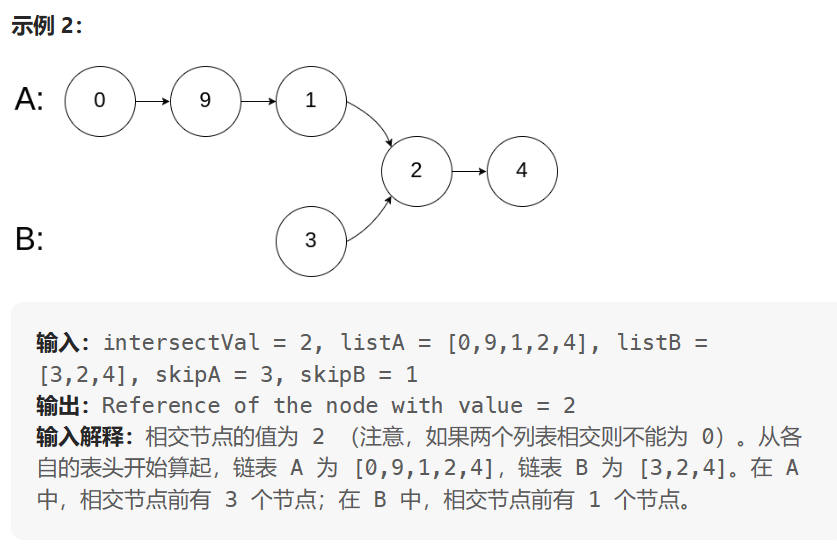 示例 2：
A: 0 9 1
2 4
B: 3
输入：intersectVal = 2, listA = [0,9,1,2,4], listB =
[3,2,4], skipA = 3, skipB = 1
输出：Reference of the node with value = 2
输入解释：相交节点的值为 2 （注意，如果两个列表相交则不能为 0）。从各
自的表头开始算起，链表 A 为 [0,9,1,2,4]，链表 B 为 [3,2,4]。在 A
中，相交节点前有 3 个节点；在 B 中，相交节点前有 1 个节点。